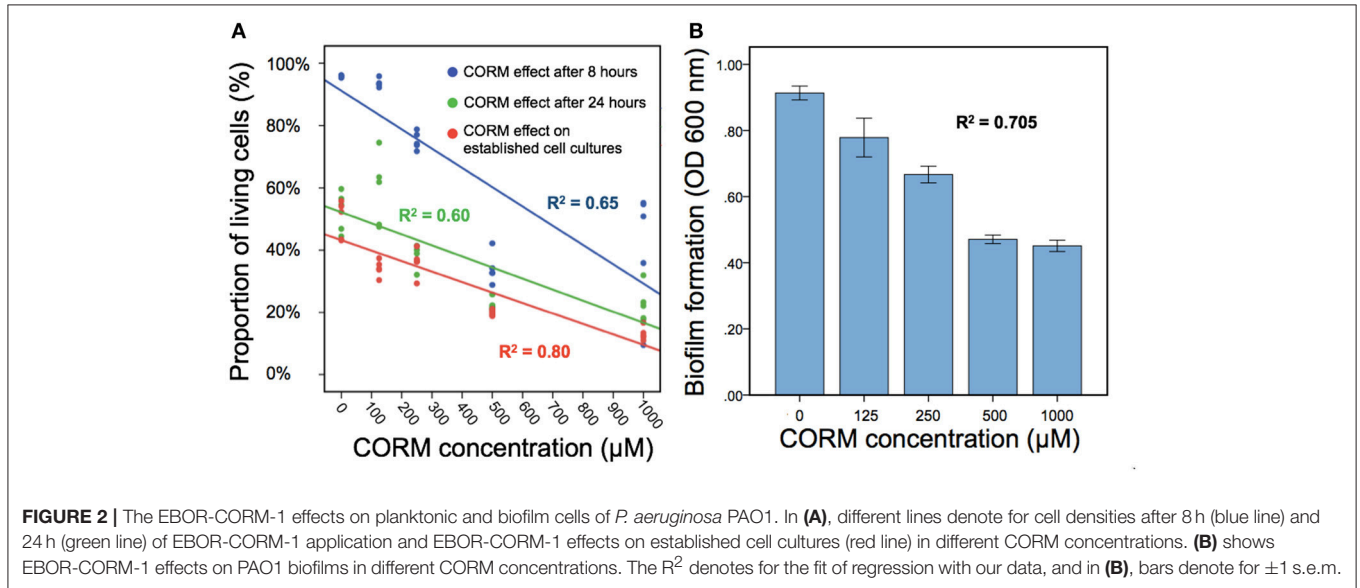 A
Proportion of living cells (%)
100%
80%
60%
40%
20%
0%
CORM effect after 8 hours
CORM effect after 24 hours
CORM effect on
established cell cultures
R² = 0.65
R² = 0.60
R² = 0.80
0 100 200 300 400 500 600 700 800 900 1000
CORM concentration (µM)
B
Biofilm formation (OD 600 nm)
1.00
.80
.60
.40
.20
.00
R² = 0.705
0 125 250 500 1000
CORM concentration (µM)
FIGURE 2 | The EBOR-CORM-1 effects on planktonic and biofilm cells of P. aeruginosa PAO1. In (A), different lines denote for cell densities after 8 h (blue line) and
24 h (green line) of EBOR-CORM-1 application and EBOR-CORM-1 effects on established cell cultures (red line) in different CORM concentrations. (B) shows
EBOR-CORM-1 effects on PAO1 biofilms in different CORM concentrations. The R² denotes for the fit of regression with our data, and in (B), bars denote for ±1 s.e.m.